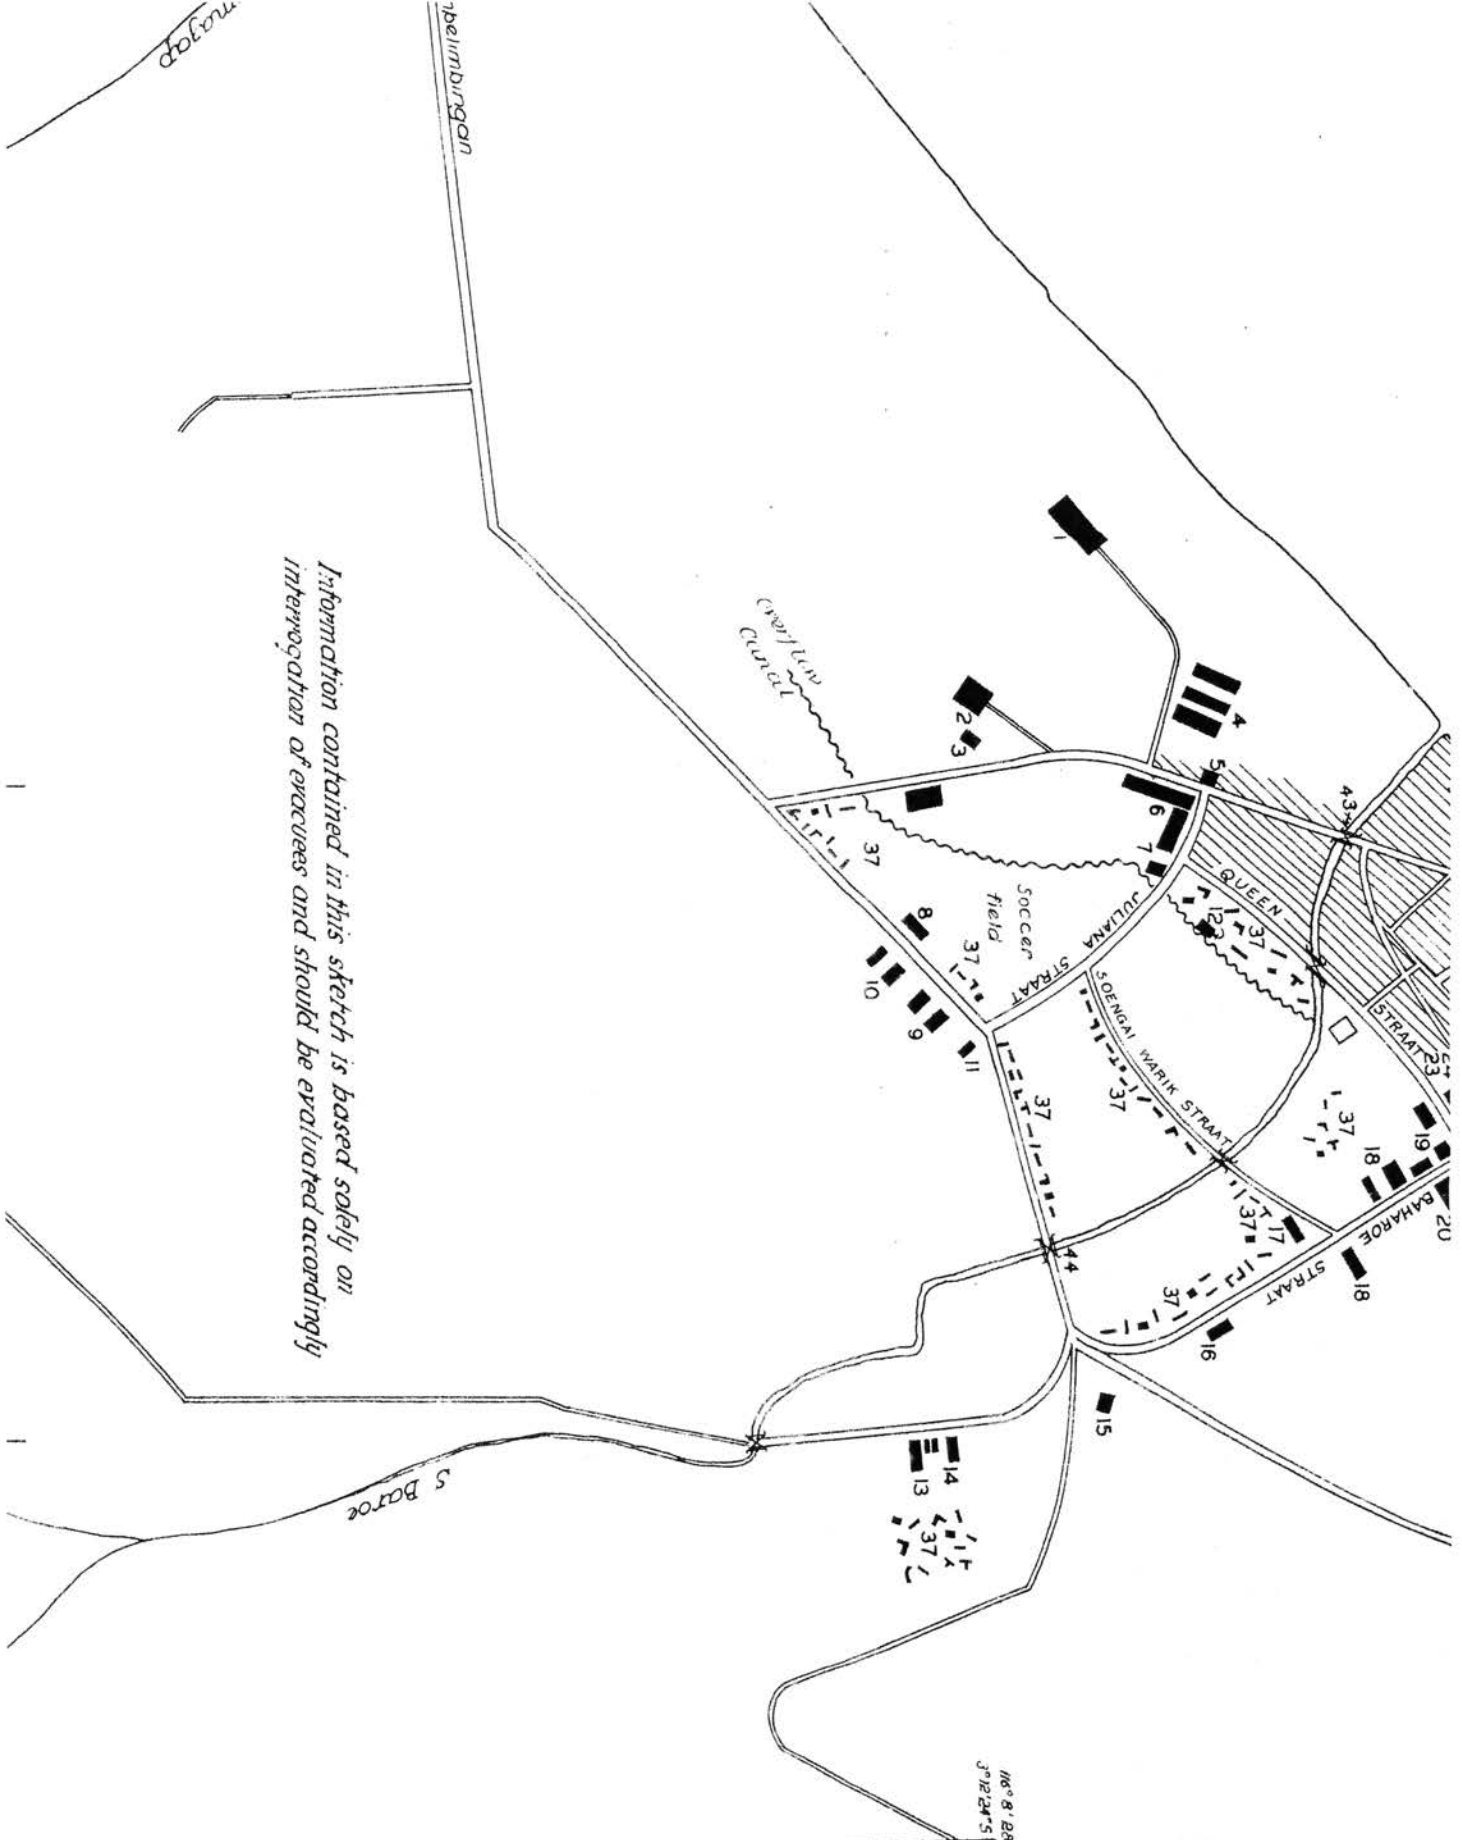 Overflow
Canal
1
2
3
4
5
6
7
8
9
10
11
12
13
14
15
16
17
18
18
19
20
23
37
37
37
37
37
37
37
37
43
44
Soccer
field
JULIANA
STRAAT
QUEEN
STRAAT
SOENGAI WARIK STRAAT
BAHAROE
STRAAT
S Baroe
Information contained in this sketch is based solely on
interrogation of evacuees and should be evaluated accordingly
116° 8' 28
3°12'24"S